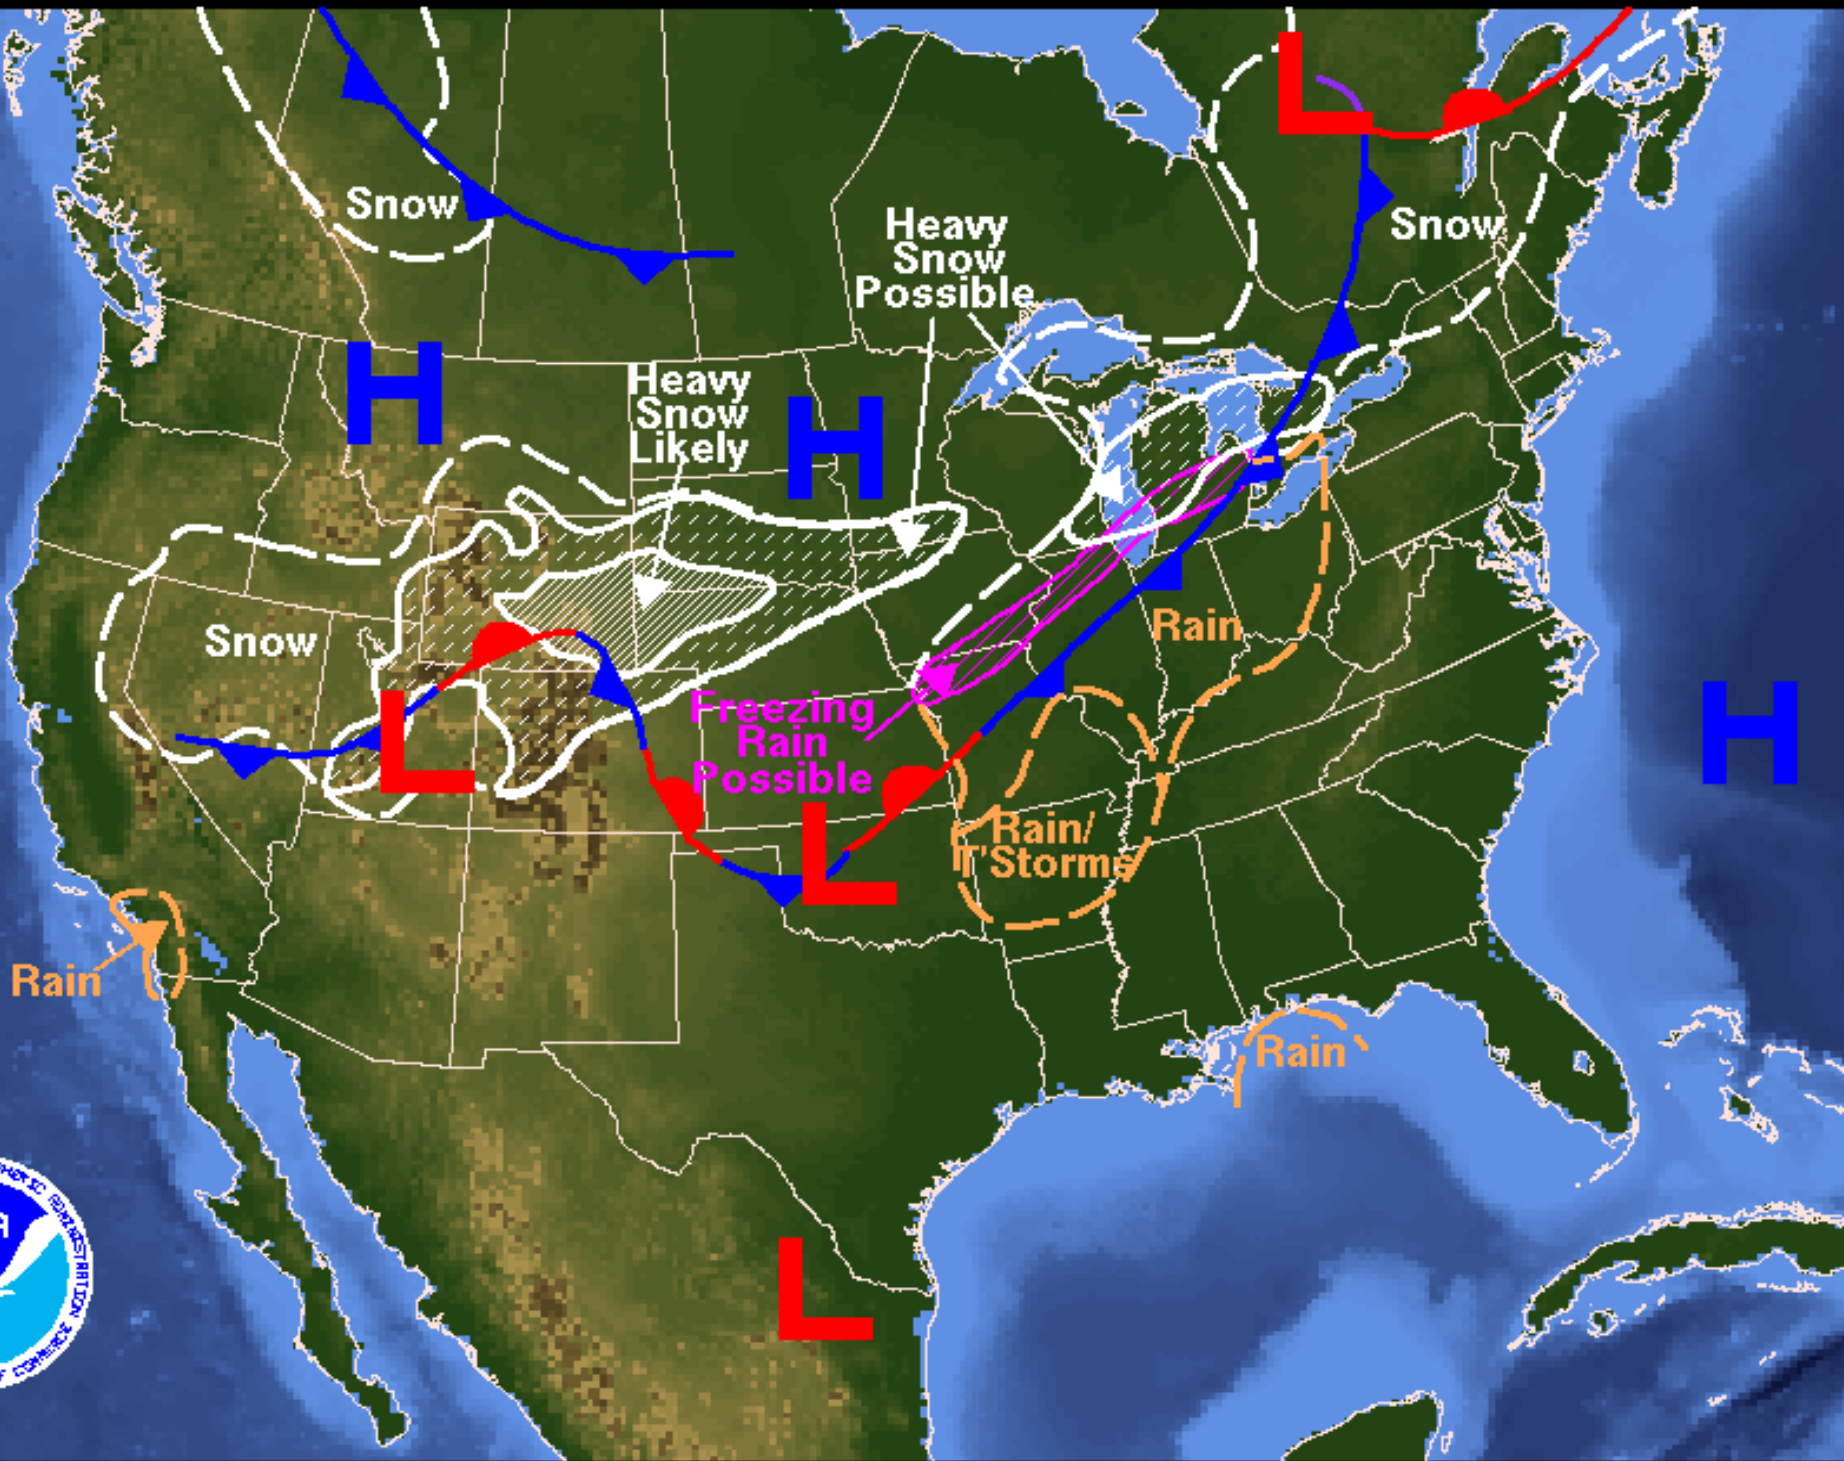 Snow
Heavy
Snow
Possible
Snow
H
Heavy
Snow
Likely
H
L
Snow
Rain
L
Freezing
Rain
Possible
H
L
Rain/
T'Storms
Rain
Rain
L